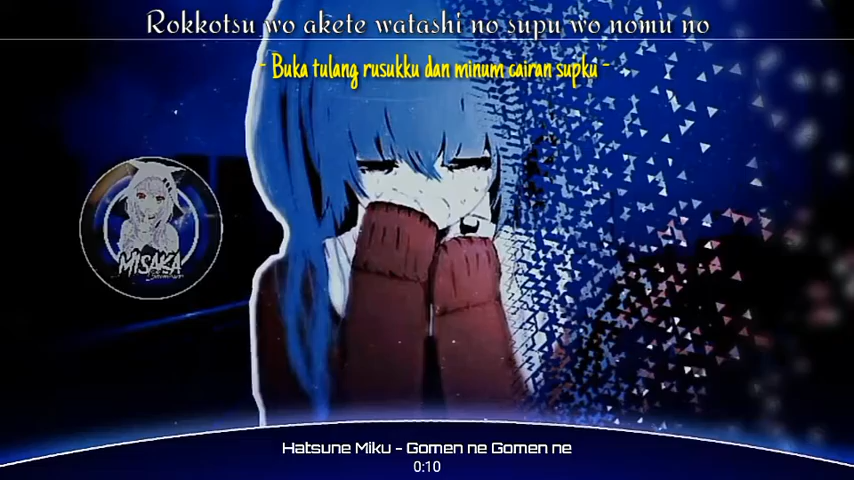 Rokkotsu wo akete watashi no supu wo nomu no
- Buka tulang rusukku dan minum cairan supku -
MISAKA
Hatsune Miku - Gomen ne Gomen ne
0:10